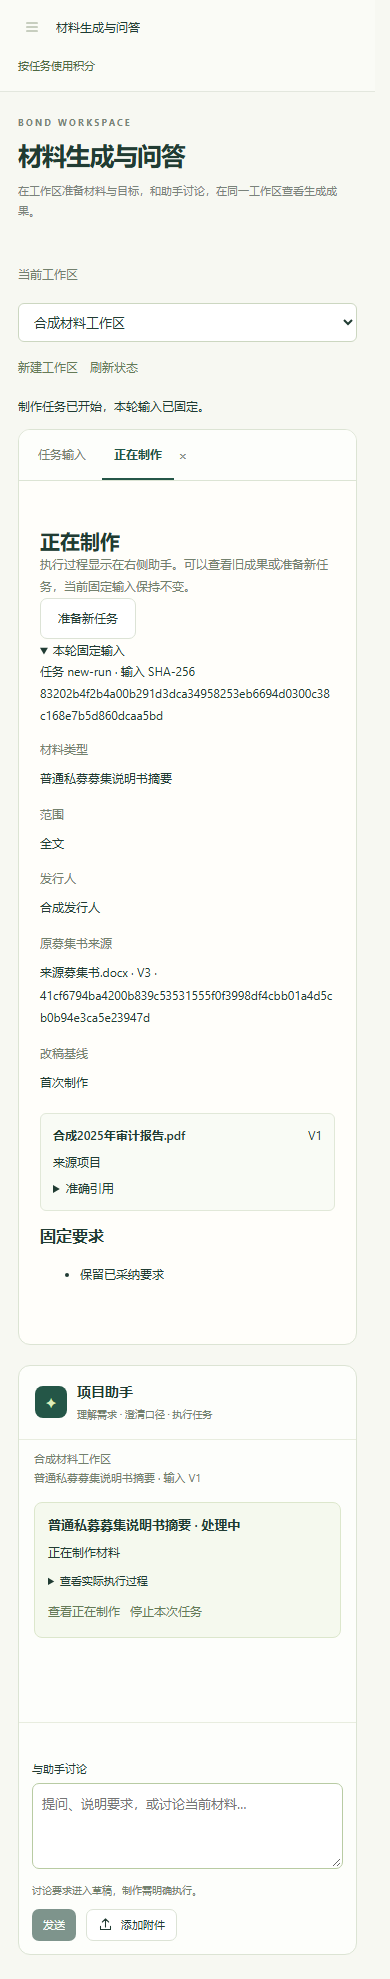 材料生成与问答
按任务使用积分
BOND WORKSPACE
材料生成与问答
在工作区准备材料与目标，和助手讨论，在同一工作区查看生成成
果。
当前工作区
合成材料工作区
新建工作区 刷新状态
制作任务已开始，本轮输入已固定。
任务输入 正在制作 ×
正在制作
执行过程显示在右侧助手。可以查看旧成果或准备新任
务，当前固定输入保持不变。
准备新任务
▼ 本轮固定输入
任务 new-run · 输入 SHA-256
83202b4f2b4a00b291d3dca34958253eb6694d0300c38
c168e7b5d860dcaa5bd
材料类型
普通私募募集说明书摘要
范围
全文
发行人
合成发行人
原募集书来源
来源募集书.docx · V3 ·
41cf6794ba4200b839c53531555f0f3998df4cbb01a4d5c
b0b94e3ca5e23947d
改稿基线
首次制作
合成2025年审计报告.pdf V1
来源项目
▶ 准确引用
固定要求
• 保留已采纳要求
项目助手
理解需求 · 澄清口径 · 执行任务
合成材料工作区
普通私募募集说明书摘要 · 输入 V1
普通私募募集说明书摘要 · 处理中
正在制作材料
▶ 查看实际执行过程
查看正在制作 停止本次任务
与助手讨论
提问、说明要求，或讨论当前材料...
讨论要求进入草稿，制作需明确执行。
发送 添加附件